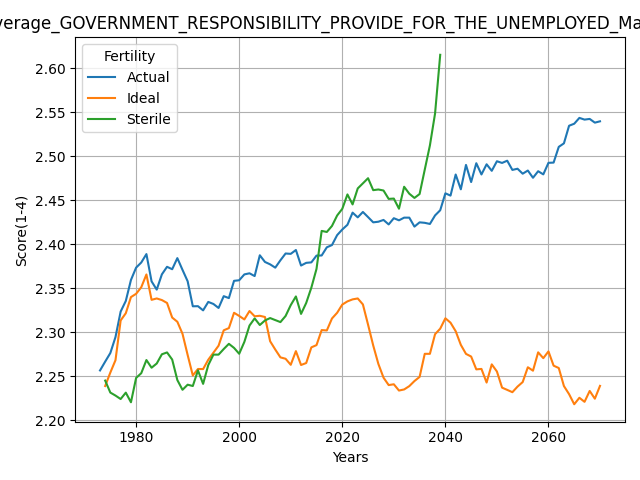 verage_GOVERNMENT_RESPONSIBILITY_PROVIDE_FOR_THE_UNEMPLOYED_Ma
Fertility
Actual
Ideal
Sterile
Score(1-4)
2.60
2.55
2.50
2.45
2.40
2.35
2.30
2.25
2.20
1980 2000 2020 2040 2060
Years